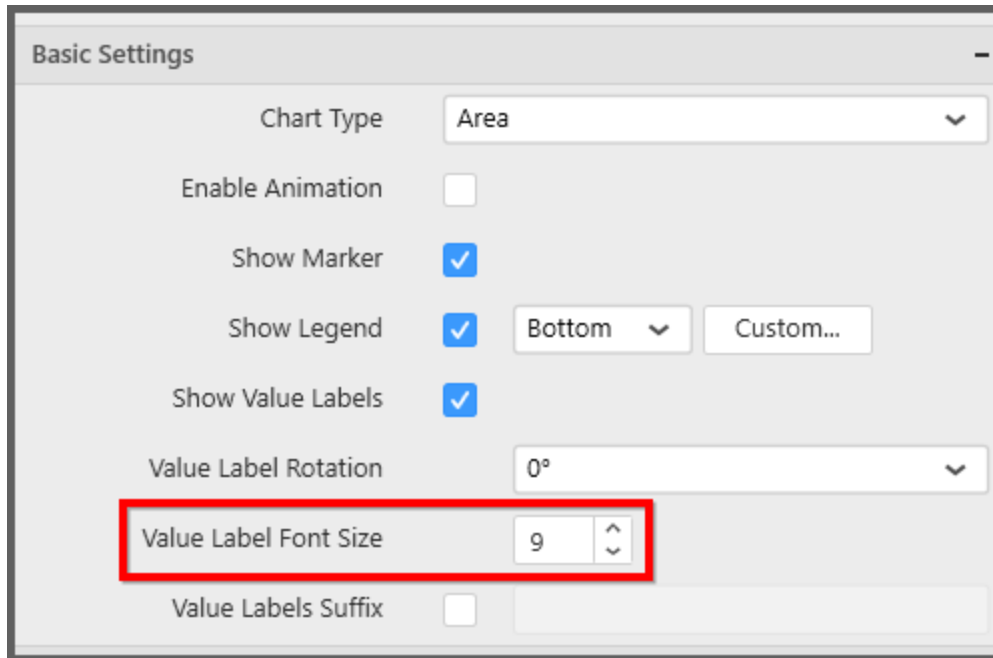 Basic Settings
Chart Type Area
Enable Animation
Show Marker
Show Legend Bottom Custom...
Show Value Labels
Value Label Rotation 0°
Value Label Font Size 9
Value Labels Suffix